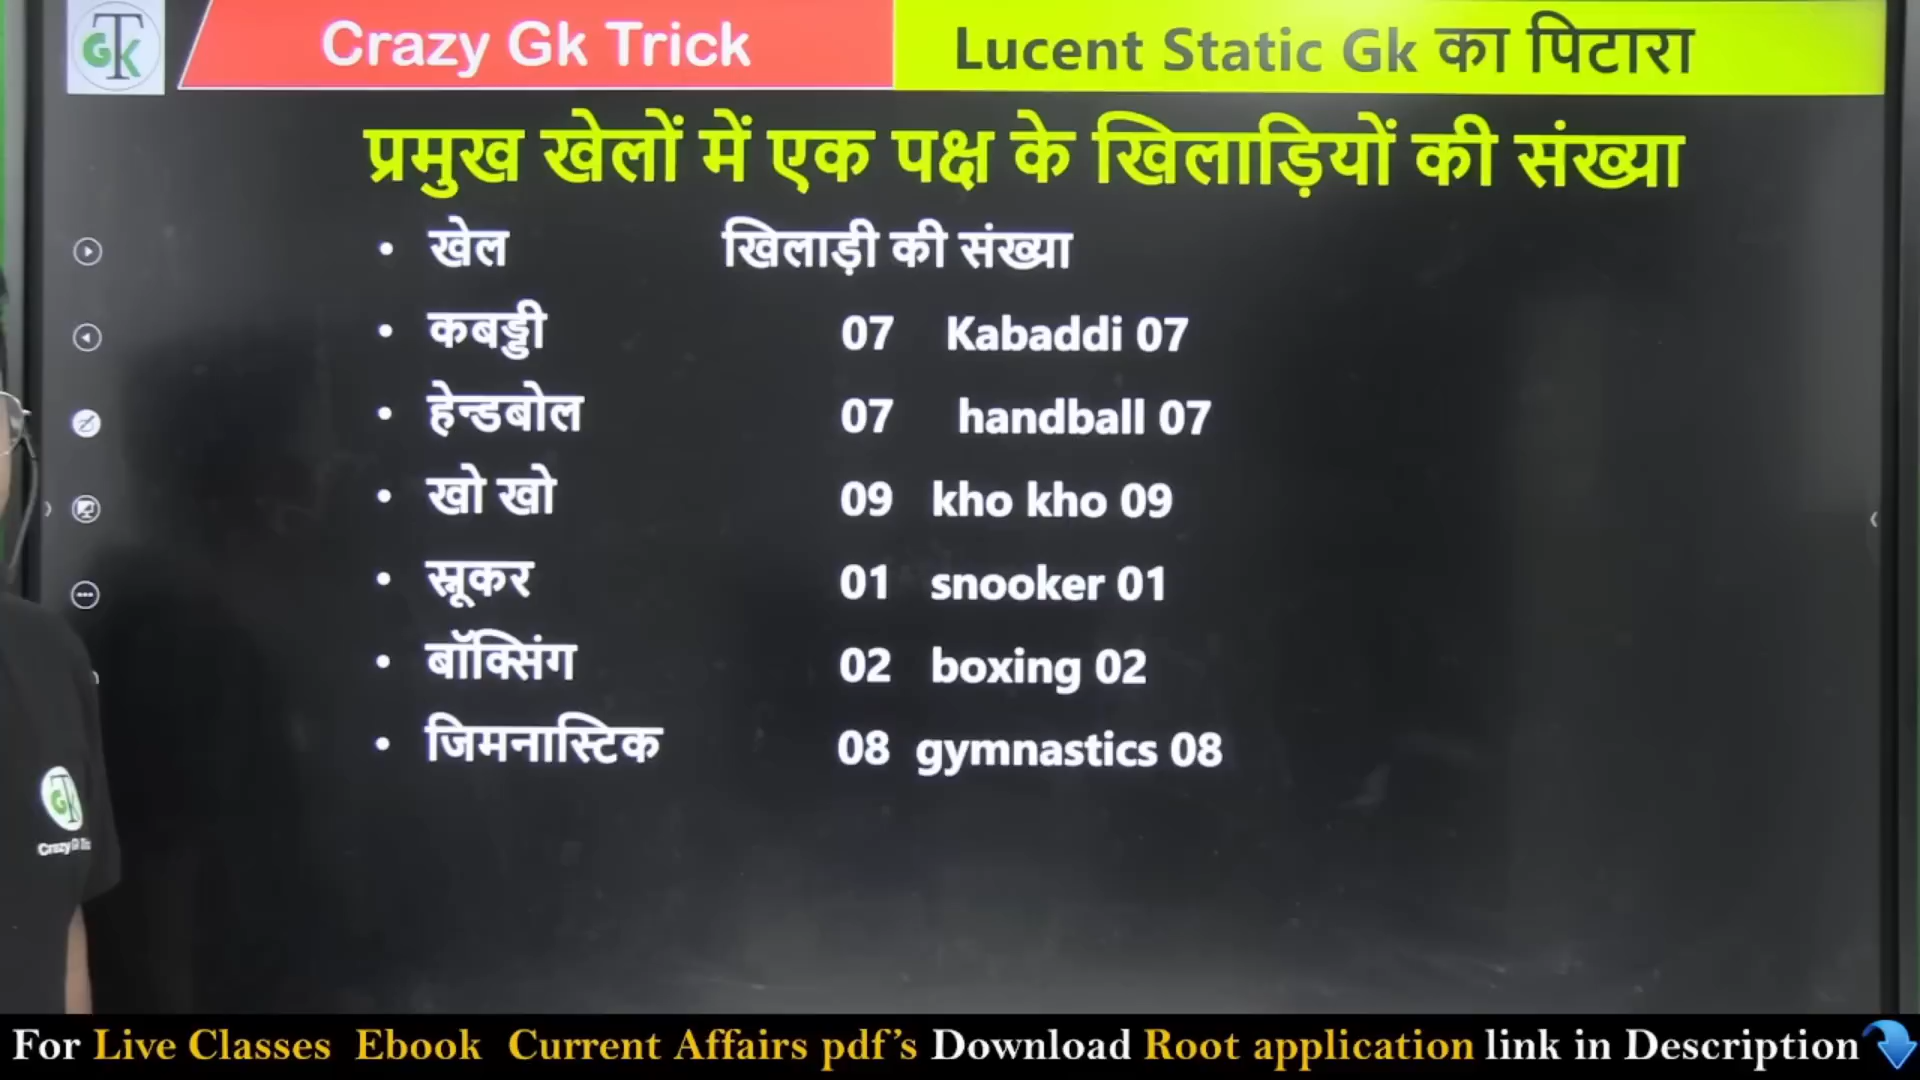 GTK
Crazy Gk Trick
Lucent Static Gk का पिटारा
प्रमुख खेलों में एक पक्ष के खिलाड़ियों की संख्या
• खेल खिलाड़ी की संख्या
• कबड्डी 07 Kabaddi 07
• हेन्डबोल 07 handball 07
• खो खो 09 kho kho 09
• स्नूकर 01 snooker 01
• बॉक्सिंग 02 boxing 02
• जिमनास्टिक 08 gymnastics 08
GTK
For Live Classes Ebook Current Affairs pdf's Download Root application link in Description